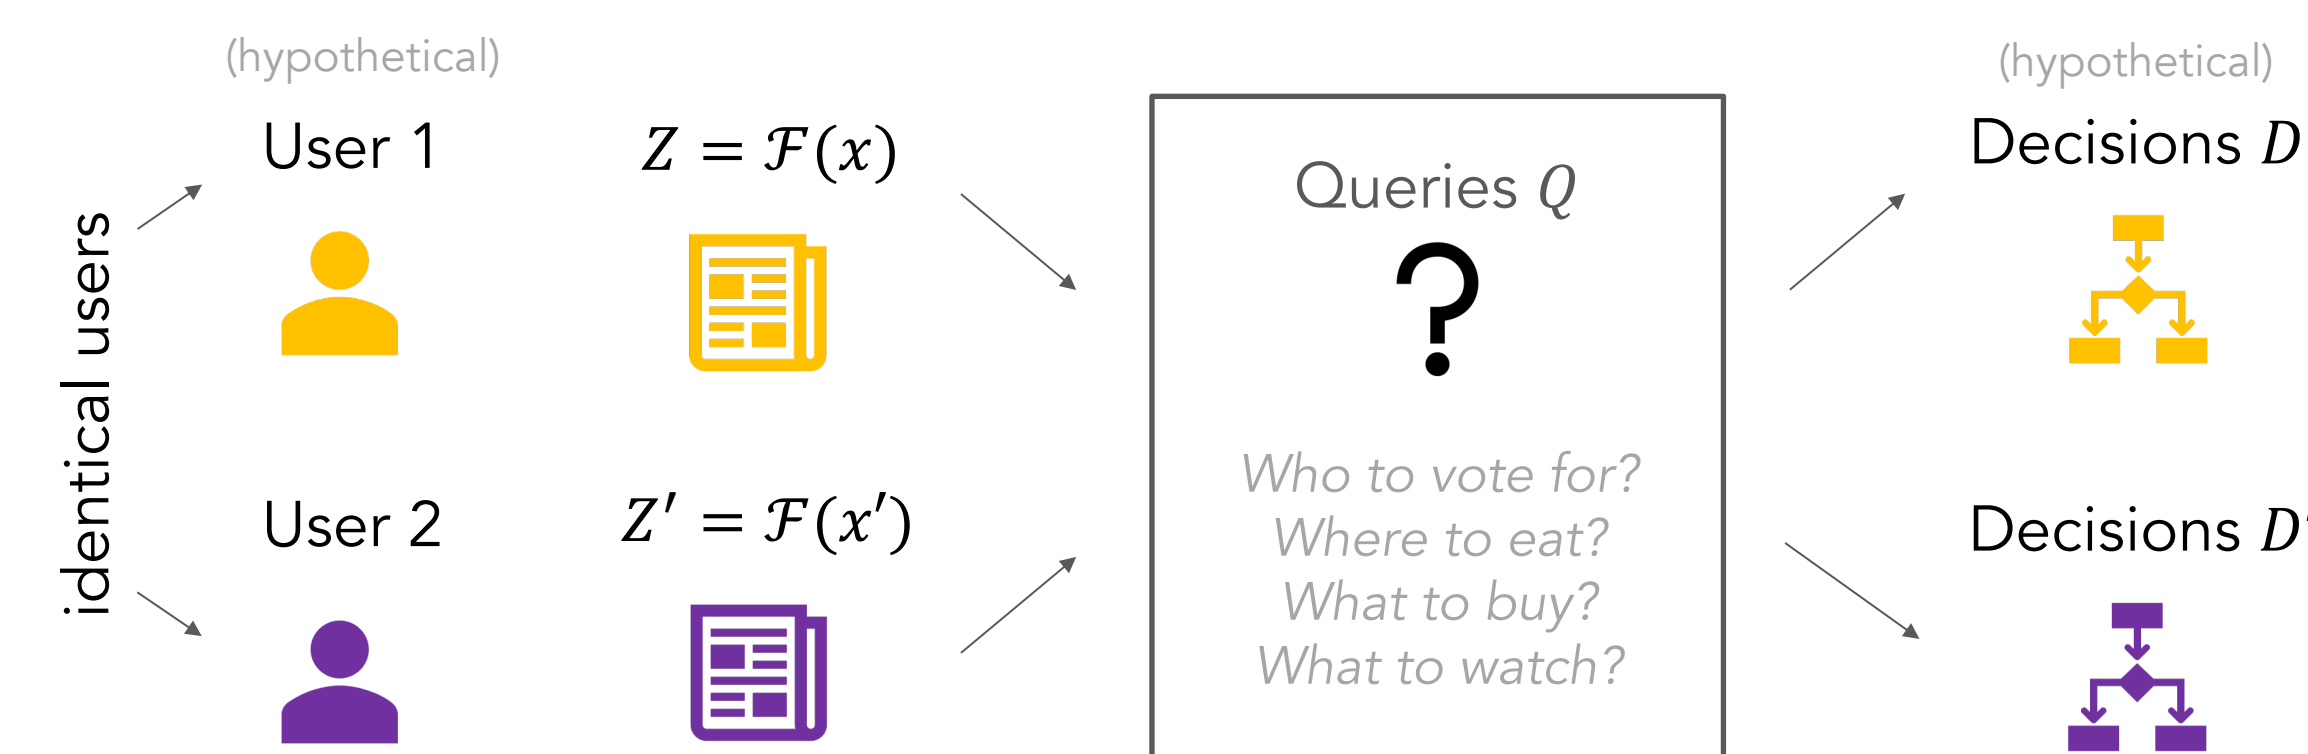 (hypothetical)
(hypothetical)
User 1
Z = ℱ(x)
Queries Q
?
Decisions D
identical users
Who to vote for?
Where to eat?
What to buy?
What to watch?
User 2
Z′ = ℱ(x′)
Decisions D′